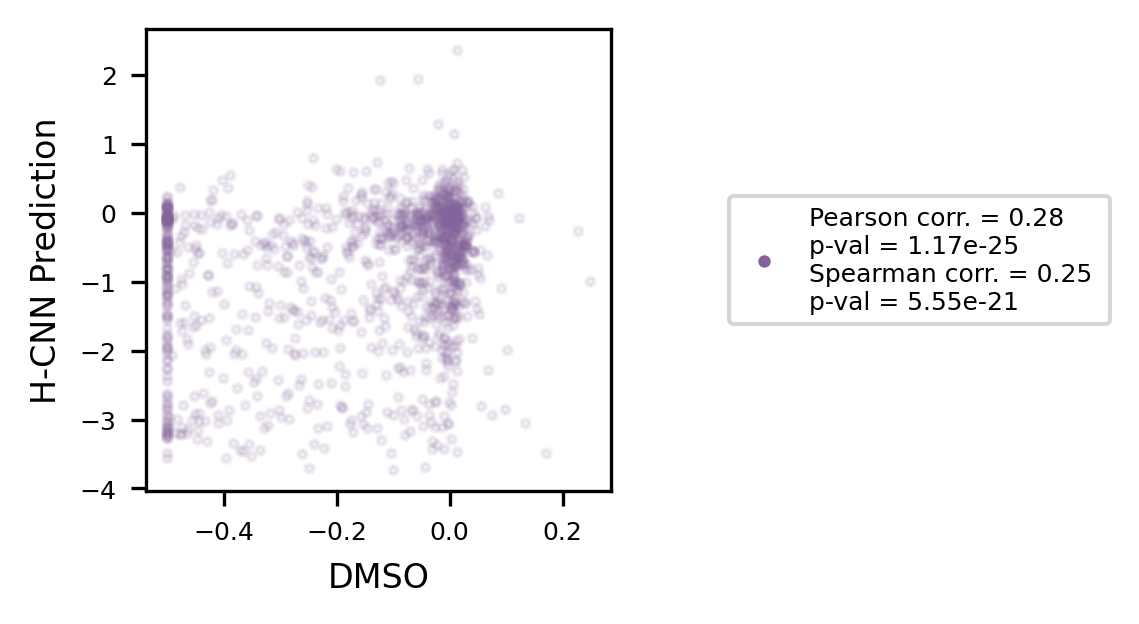 H-CNN Prediction
2
1
0
−1
−2
−3
−4
−0.4
−0.2
0.0
0.2
DMSO
Pearson corr. = 0.28
p-val = 1.17e-25
Spearman corr. = 0.25
p-val = 5.55e-21